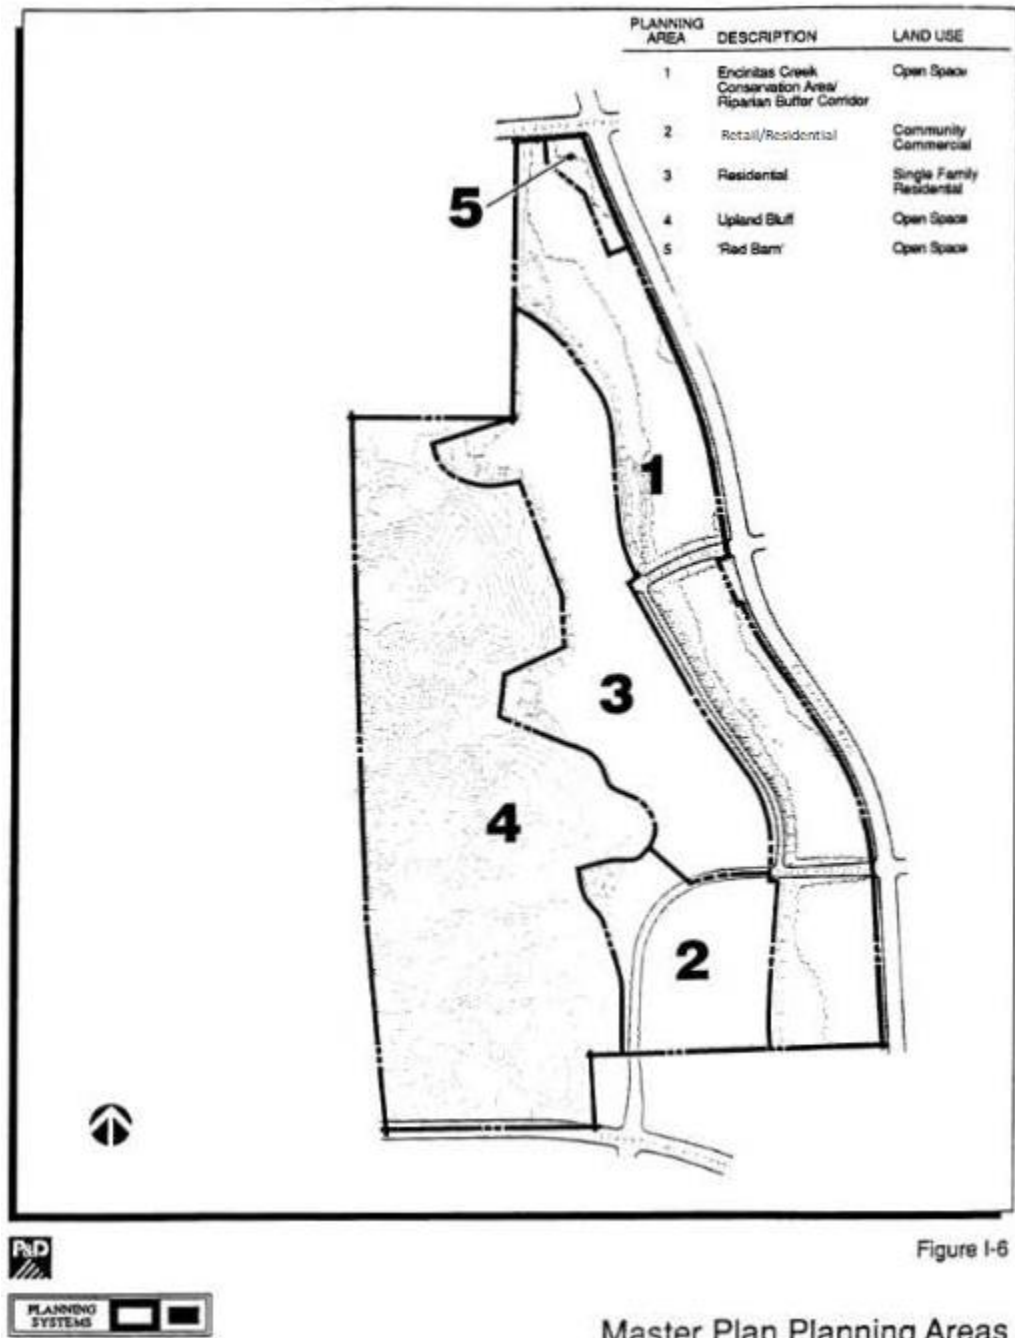 PLANNING AREA DESCRIPTION LAND USE
1 Encinitas Creek Open Space
Conservation Area/
Riparian Buffer Corridor
2 Retail/Residential Community
Commercial
3 Residential Single Family
Residential
4 Upland Bluff Open Space
5 'Red Barn' Open Space
5
1
3
4
2
P&D
Figure I-6
PLANNING
SYSTEMS
Master Plan Planning Areas